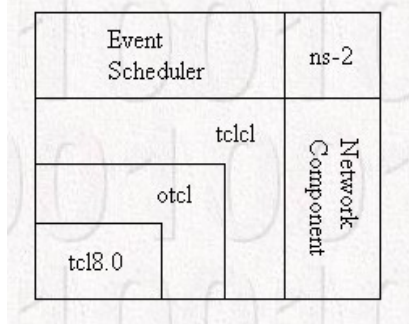 Event
Scheduler
ns-2
tclcl
Network
Component
otcl
tcl8.0